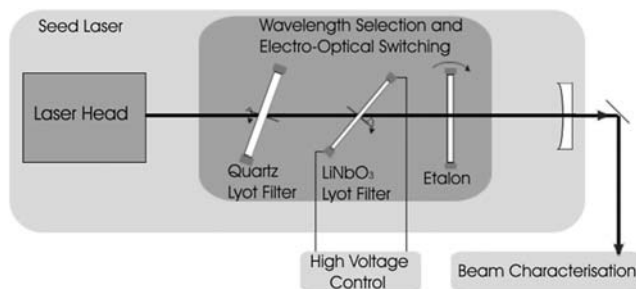 Seed Laser
Wavelength Selection and
Electro-Optical Switching
Laser Head
Quartz
Lyot Filter
LiNbO₃
Lyot Filter
Etalon
High Voltage
Control
Beam Characterisation